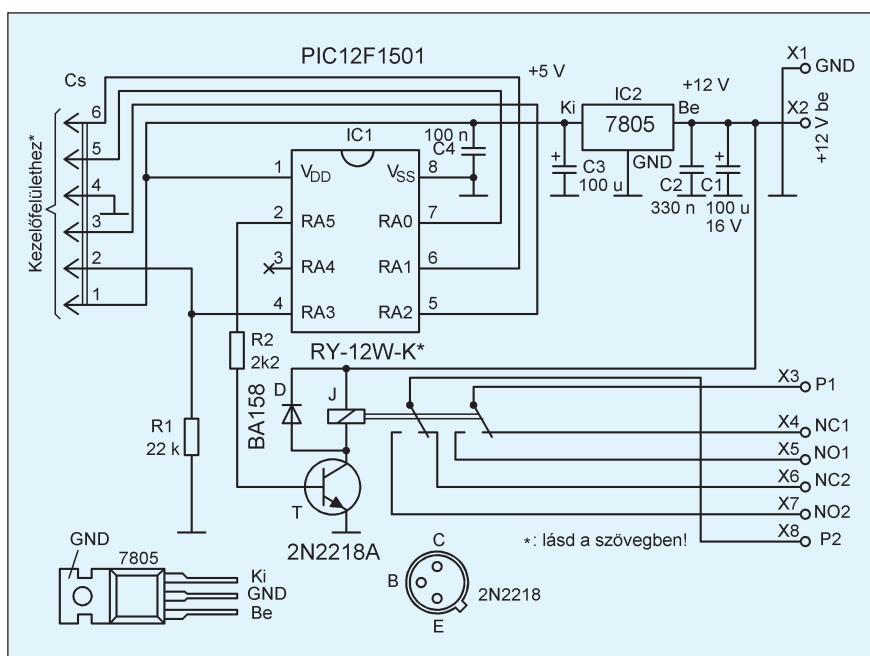 PIC12F1501
X1
GND
Cs
+5 V
IC2
+12 V
X2
+12 V be
6
Ki
7805
Be
IC1
100 n
C4
GND
5
1
VDD
VSS
8
+
C3
100 u
C2
330 n
+
C1
100 u
16 V
4
Kezelőfelülethez*
2
RA5
RA0
7
3
3
RA4
RA1
6
2
4
RA3
RA2
5
1
R2
2k2
RY-12W-K*
X3
P1
BA158
D
J
R1
22 k
X4
NC1
X5
NO1
X6
NC2
T
X7
NO2
2N2218A
*: lásd a szövegben!
X8
P2
GND
7805
C
Ki
GND
Be
B
2N2218
E